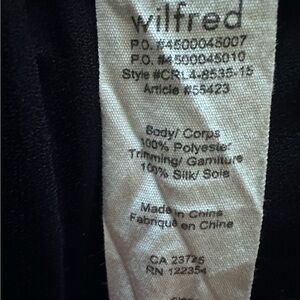 wilfred
P.O. #4500045007
P.O. #4500045010
Style #CRL4-8535-15
Article #55423
Body/ Corps
100% Polyester
Trimming/ Garniture
100% Silk/ Soie
Made in China
Fabriqué en Chine
CA 23725
RN 122354